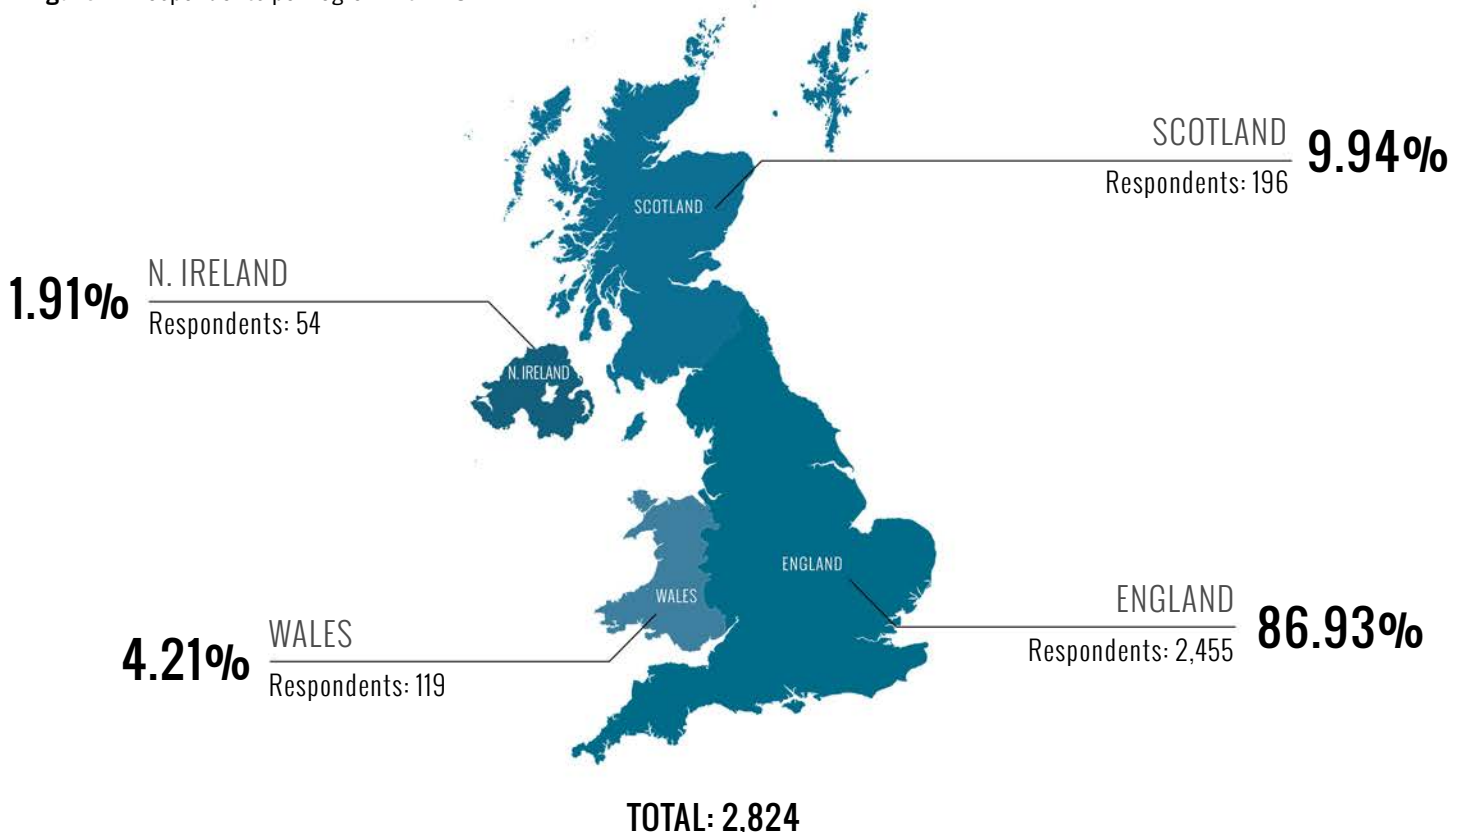 SCOTLAND
9.94%
Respondents: 196
SCOTLAND
N. IRELAND
1.91%
Respondents: 54
N. IRELAND
ENGLAND
WALES
ENGLAND
86.93%
Respondents: 2,455
WALES
4.21%
Respondents: 119
TOTAL: 2,824